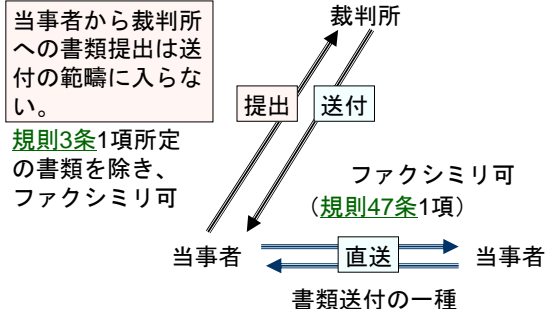 当事者から裁判所
への書類提出は送
付の範疇に入らな
い。
規則3条1項所定
の書類を除き、
ファクシミリ可
裁判所
提出
送付
ファクシミリ可
（規則47条1項）
当事者
直送
当事者
書類送付の一種